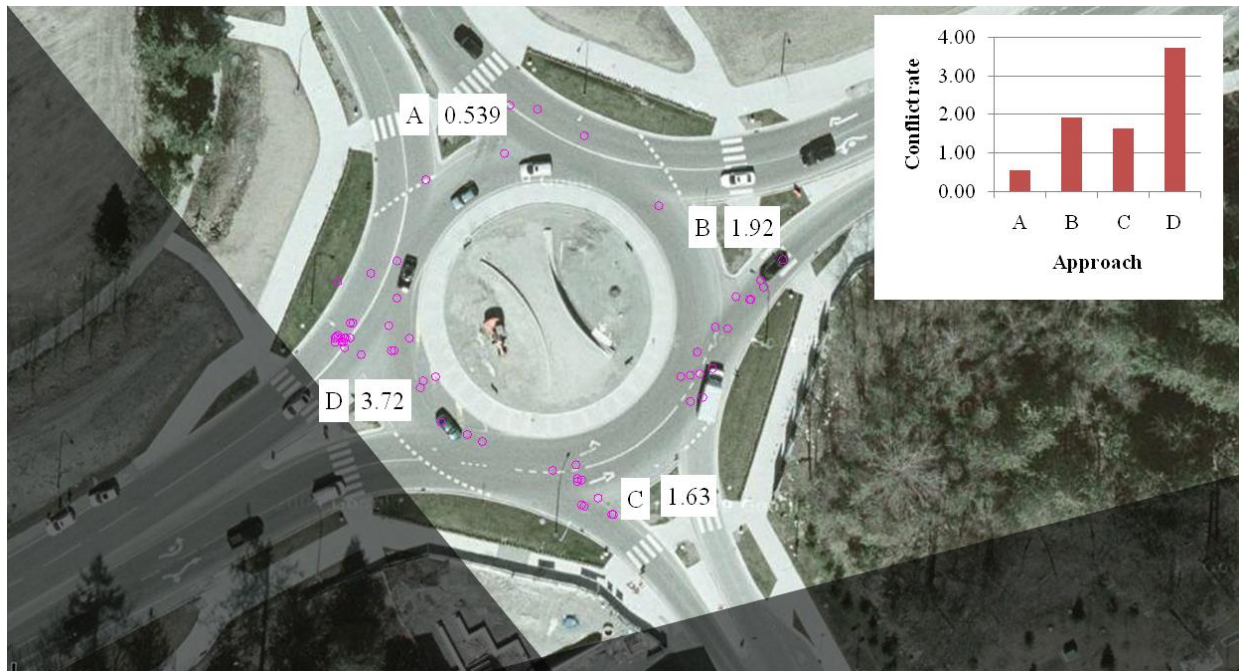 A 0.539
B 1.92
D 3.72
C 1.63
4.00
3.00
2.00
1.00
0.00
Conflict rate
A B C D
Approach